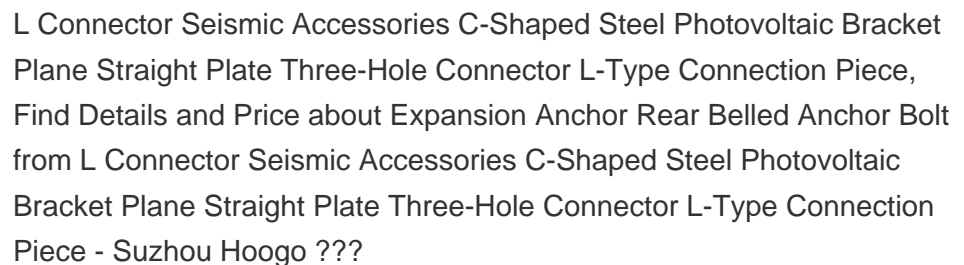 L Connector Seismic Accessories C-Shaped Steel Photovoltaic Bracket
Plane Straight Plate Three-Hole Connector L-Type Connection Piece,
Find Details and Price about Expansion Anchor Rear Belled Anchor Bolt
from L Connector Seismic Accessories C-Shaped Steel Photovoltaic
Bracket Plane Straight Plate Three-Hole Connector L-Type Connection
Piece - Suzhou Hoogo ???